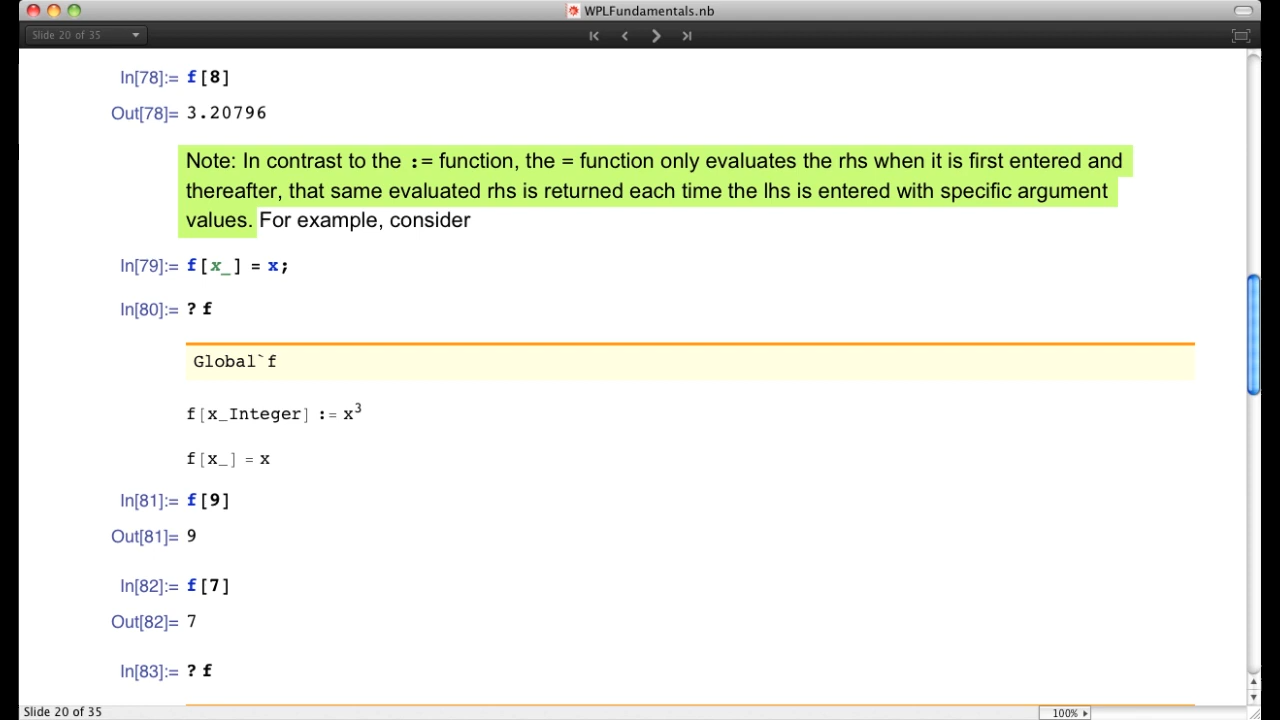 WPLFundamentals.nb
Slide 20 of 35
In[78]:= f[8]
Out[78]= 3.20796
Note: In contrast to the := function, the = function only evaluates the rhs when it is first entered and
thereafter, that same evaluated rhs is returned each time the lhs is entered with specific argument
values. For example, consider
In[79]:= f[x_] = x;
In[80]:= ? f
Global`f
f[x_Integer] := x³
f[x_] = x
In[81]:= f[9]
Out[81]= 9
In[82]:= f[7]
Out[82]= 7
In[83]:= ? f
Slide 20 of 35
100%